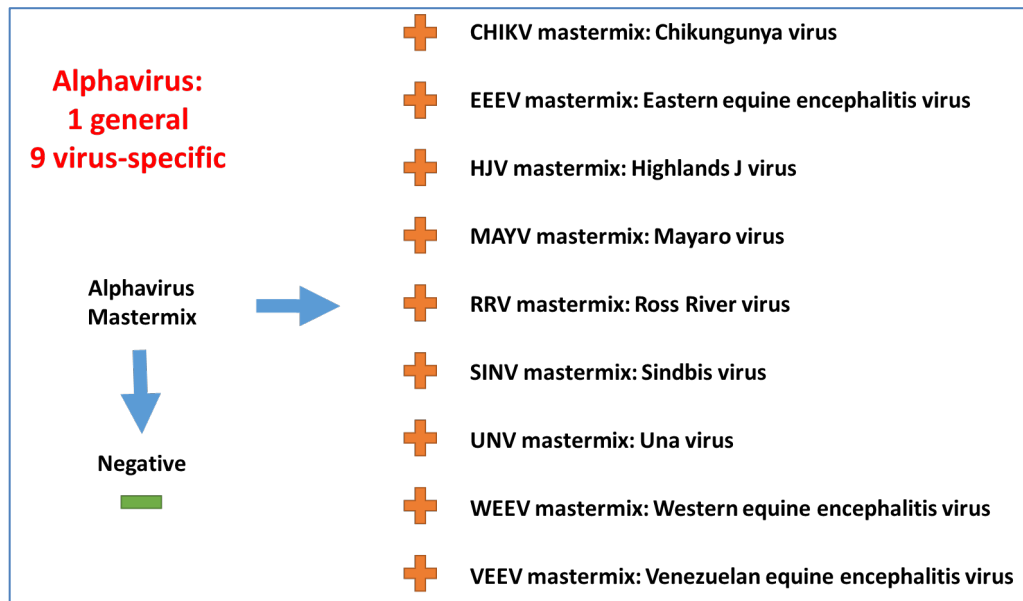 Alphavirus:
1 general
9 virus-specific
Alphavirus
Mastermix
Negative
CHIKV mastermix: Chikungunya virus
EEEV mastermix: Eastern equine encephalitis virus
HJV mastermix: Highlands J virus
MAYV mastermix: Mayaro virus
RRV mastermix: Ross River virus
SINV mastermix: Sindbis virus
UNV mastermix: Una virus
WEEV mastermix: Western equine encephalitis virus
VEEV mastermix: Venezuelan equine encephalitis virus